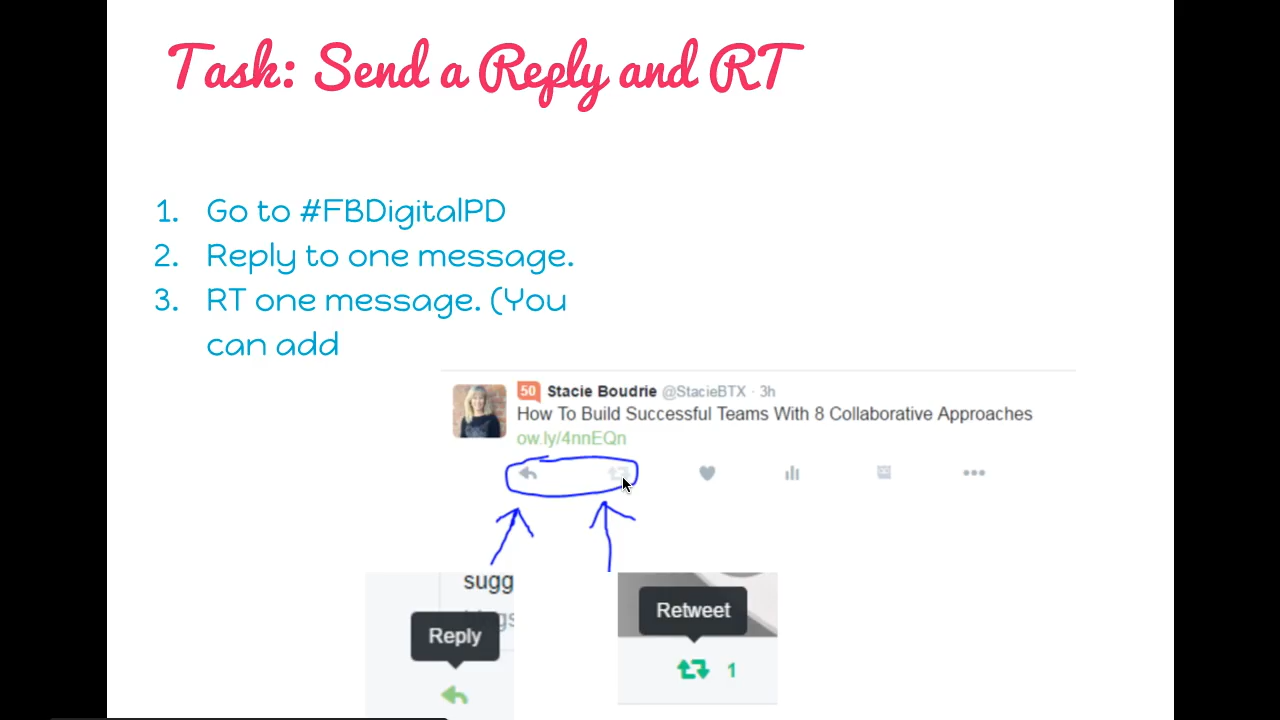 Task: Send a Reply and RT
1. Go to #FBDigitalPD
2. Reply to one message.
3. RT one message. (You
can add
50 Stacie Boudrie @StacieBTX · 3h
How To Build Successful Teams With 8 Collaborative Approaches
ow.ly/4nnEQn
sugg
Reply
Retweet
1